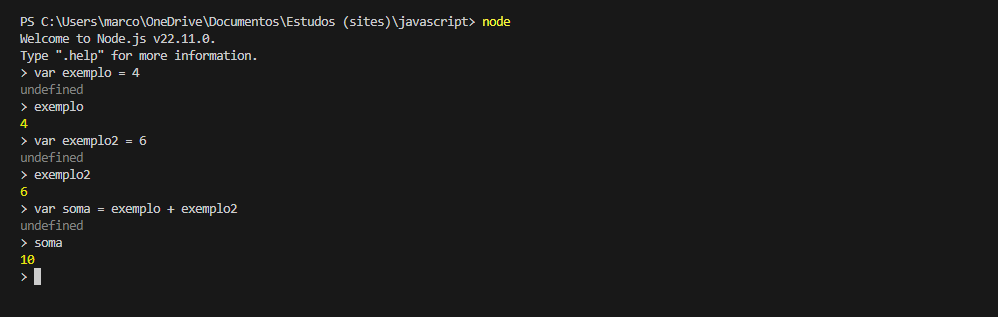 PS C:\Users\marco\OneDrive\Documentos\Estudos (sites)\javascript> node
Welcome to Node.js v22.11.0.
Type ".help" for more information.
> var exemplo = 4
undefined
> exemplo
4
> var exemplo2 = 6
undefined
> exemplo2
6
> var soma = exemplo + exemplo2
undefined
> soma
10
>